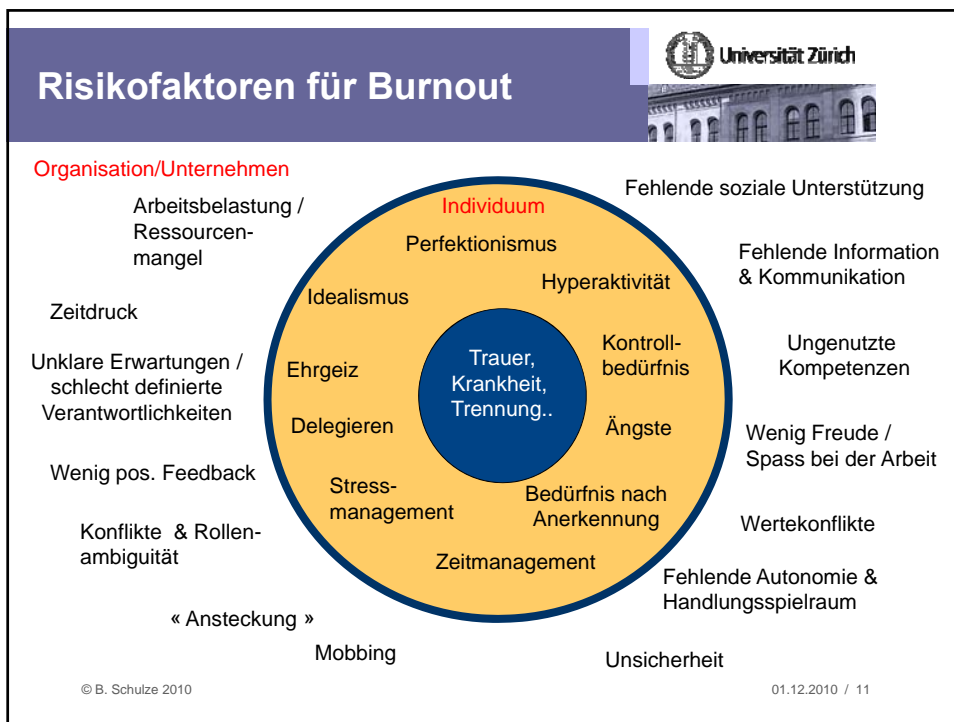 Universität Zürich
Risikofaktoren für Burnout
Organisation/Unternehmen
Arbeitsbelastung /
Ressourcen-
mangel
Zeitdruck
Unklare Erwartungen /
schlecht definierte
Verantwortlichkeiten
Wenig pos. Feedback
Konflikte & Rollen-
ambiguität
« Ansteckung »
Mobbing
Individuum
Perfektionismus
Hyperaktivität
Idealismus
Kontroll-
bedürfnis
Ehrgeiz
Delegieren
Ängste
Stress-
management
Bedürfnis nach
Anerkennung
Zeitmanagement
Trauer,
Krankheit,
Trennung..
Fehlende soziale Unterstützung
Fehlende Information
& Kommunikation
Ungenutzte
Kompetenzen
Wenig Freude /
Spass bei der Arbeit
Wertekonflikte
Fehlende Autonomie &
Handlungsspielraum
Unsicherheit
© B. Schulze 2010
01.12.2010 / 11